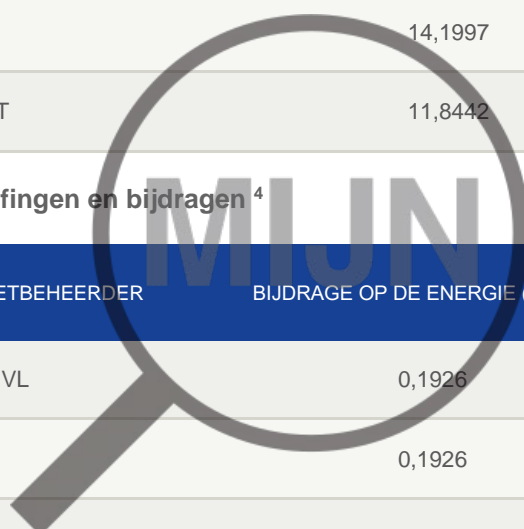 14,1997
T 11,8442
fingen en bijdragen 4
MIJN
ETBEHEERDER BIJDRAGE OP DE ENERGIE (
VL 0,1926
0,1926